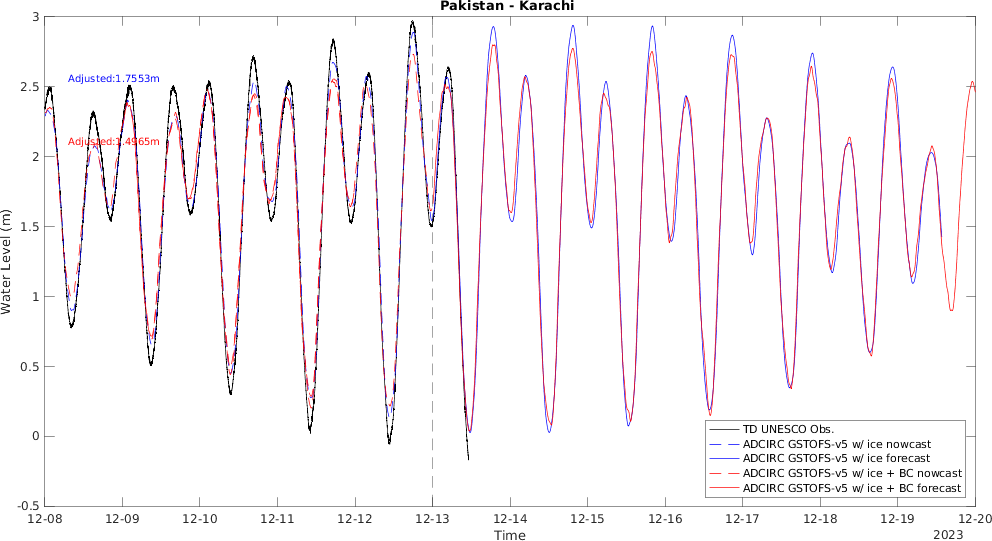 Pakistan - Karachi
3
2.5
2
1.5
1
0.5
0
-0.5
Water Level (m)
Adjusted:1.7553m
Adjusted:1.4965m
TD UNESCO Obs.
ADCIRC GSTOFS-v5 w/ ice nowcast
ADCIRC GSTOFS-v5 w/ ice forecast
ADCIRC GSTOFS-v5 w/ ice + BC nowcast
ADCIRC GSTOFS-v5 w/ ice + BC forecast
12-08 12-09 12-10 12-11 12-12 12-13 12-14 12-15 12-16 12-17 12-18 12-19 12-20
Time
2023